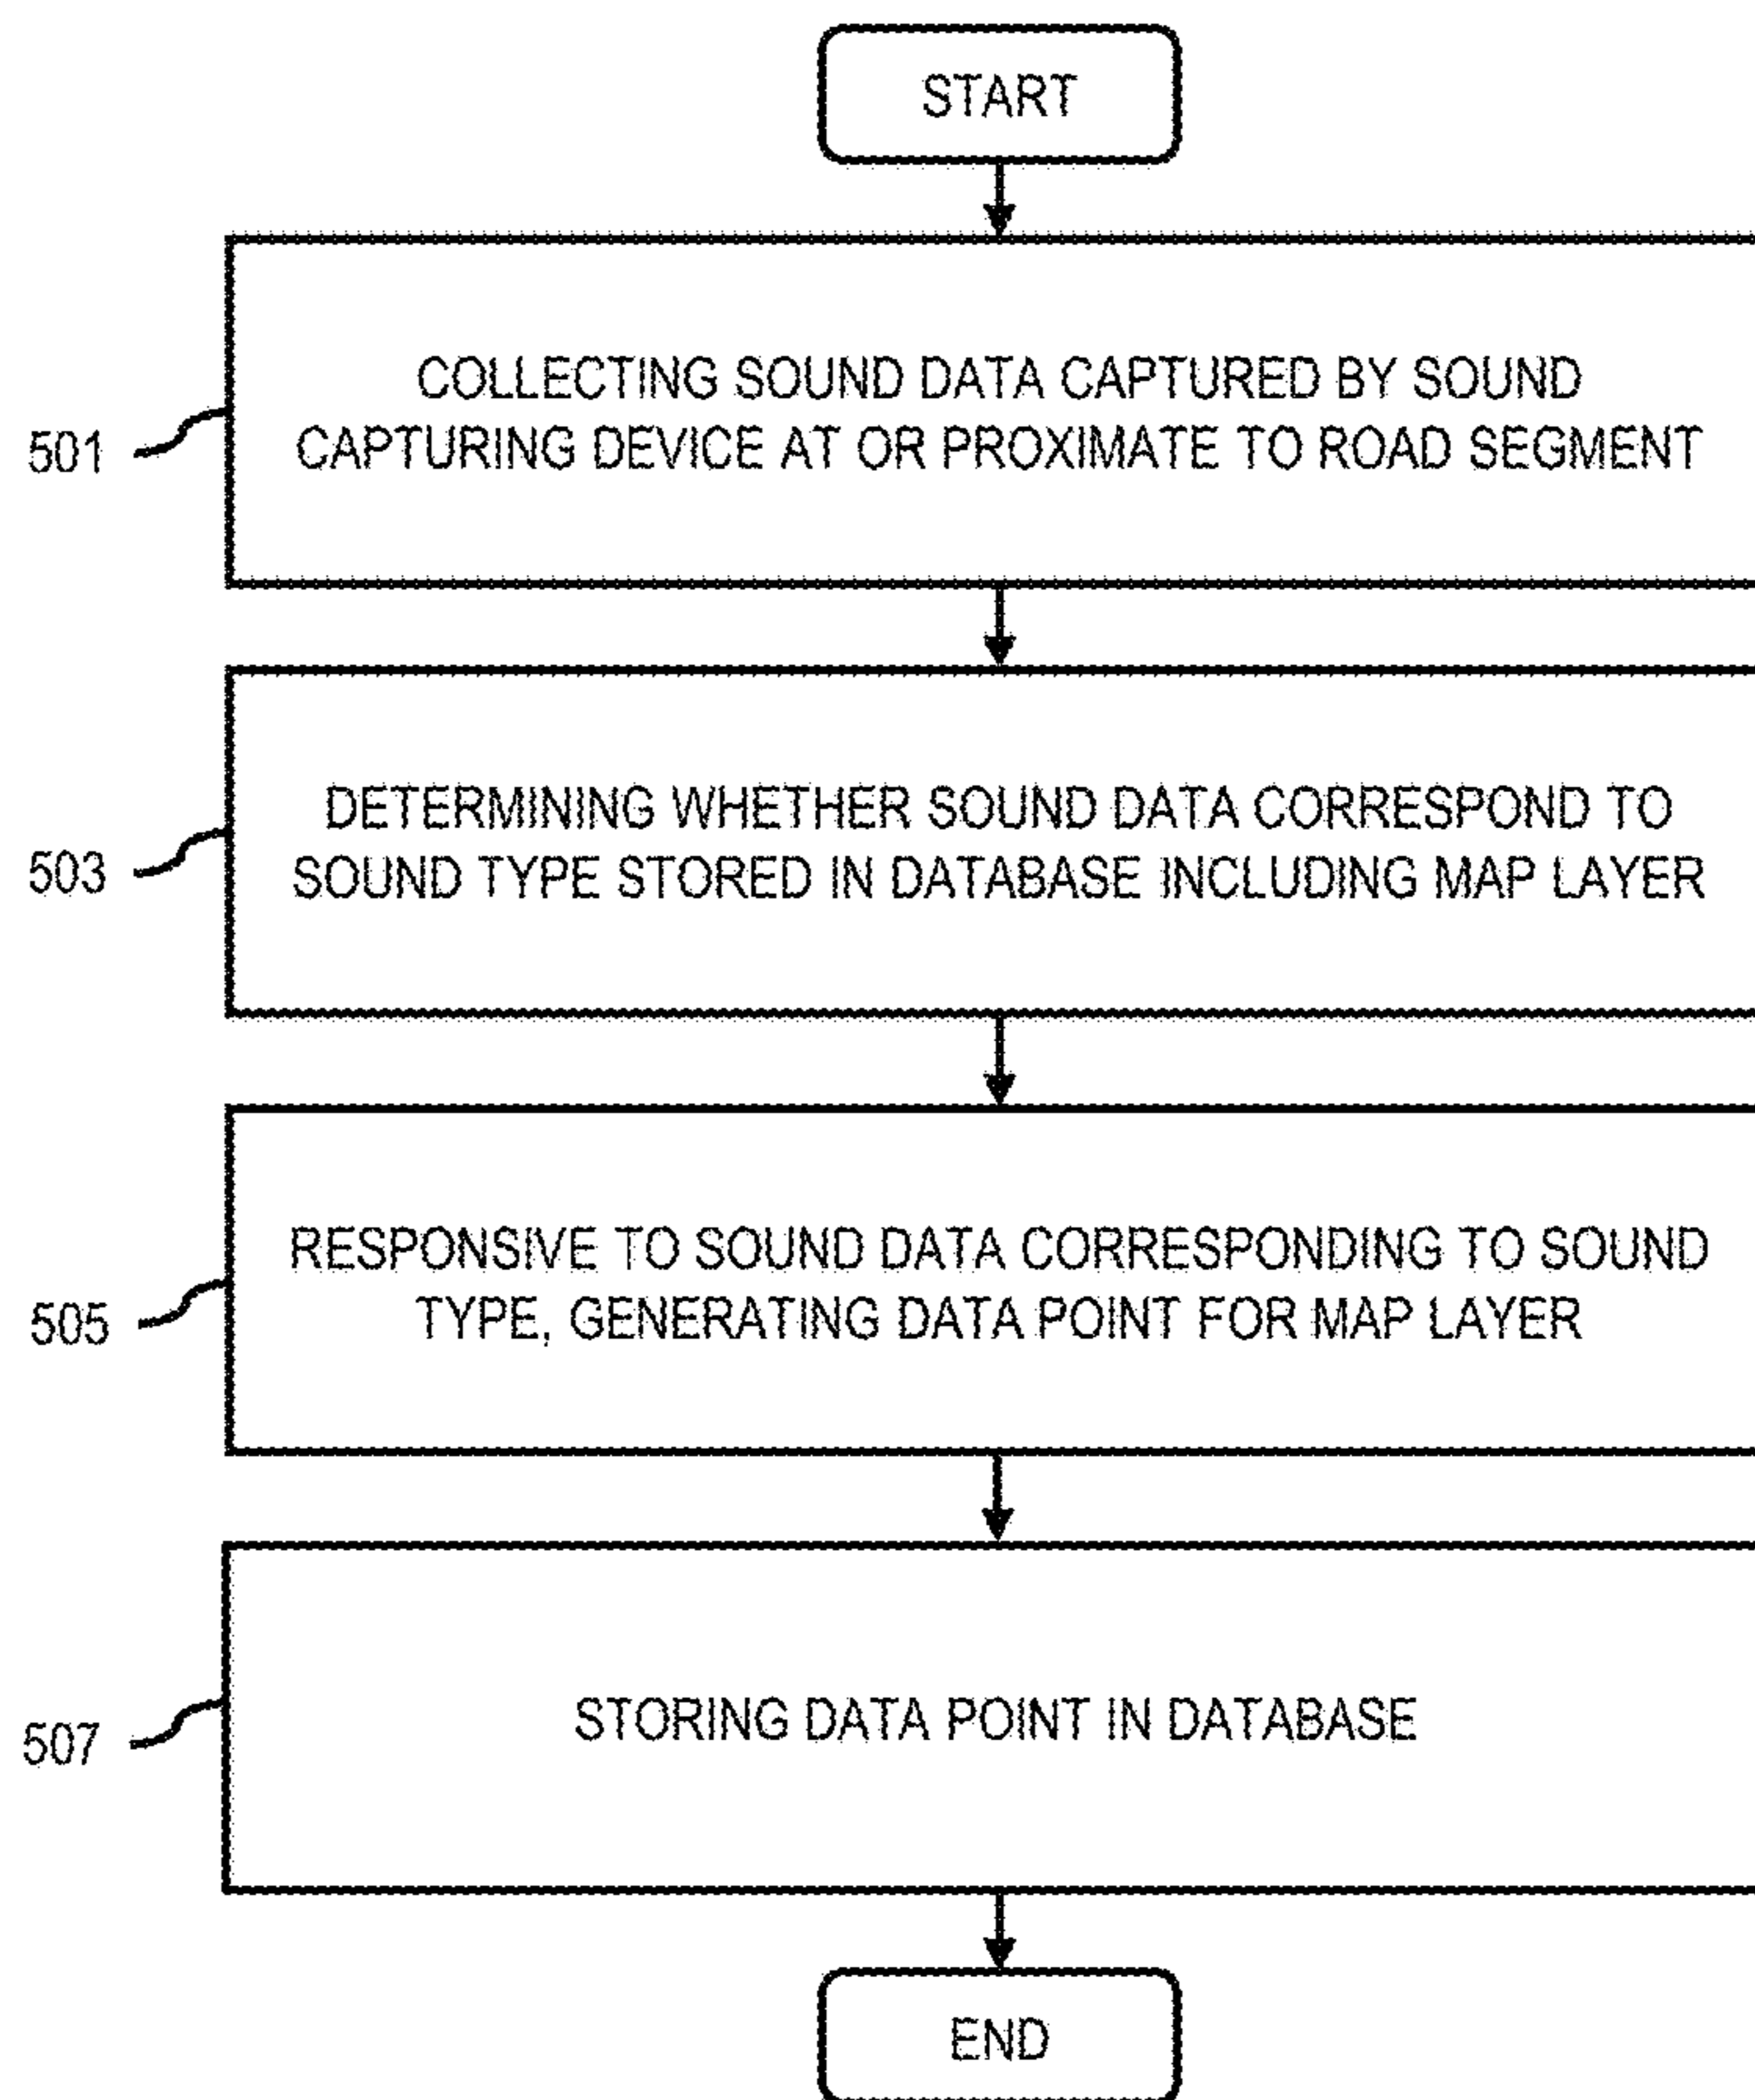 START
COLLECTING SOUND DATA CAPTURED BY SOUND
CAPTURING DEVICE AT OR PROXIMATE TO ROAD SEGMENT
501
DETERMINING WHETHER SOUND DATA CORRESPOND TO
SOUND TYPE STORED IN DATABASE INCLUDING MAP LAYER
503
RESPONSIVE TO SOUND DATA CORRESPONDING TO SOUND
TYPE, GENERATING DATA POINT FOR MAP LAYER
505
STORING DATA POINT IN DATABASE
507
END